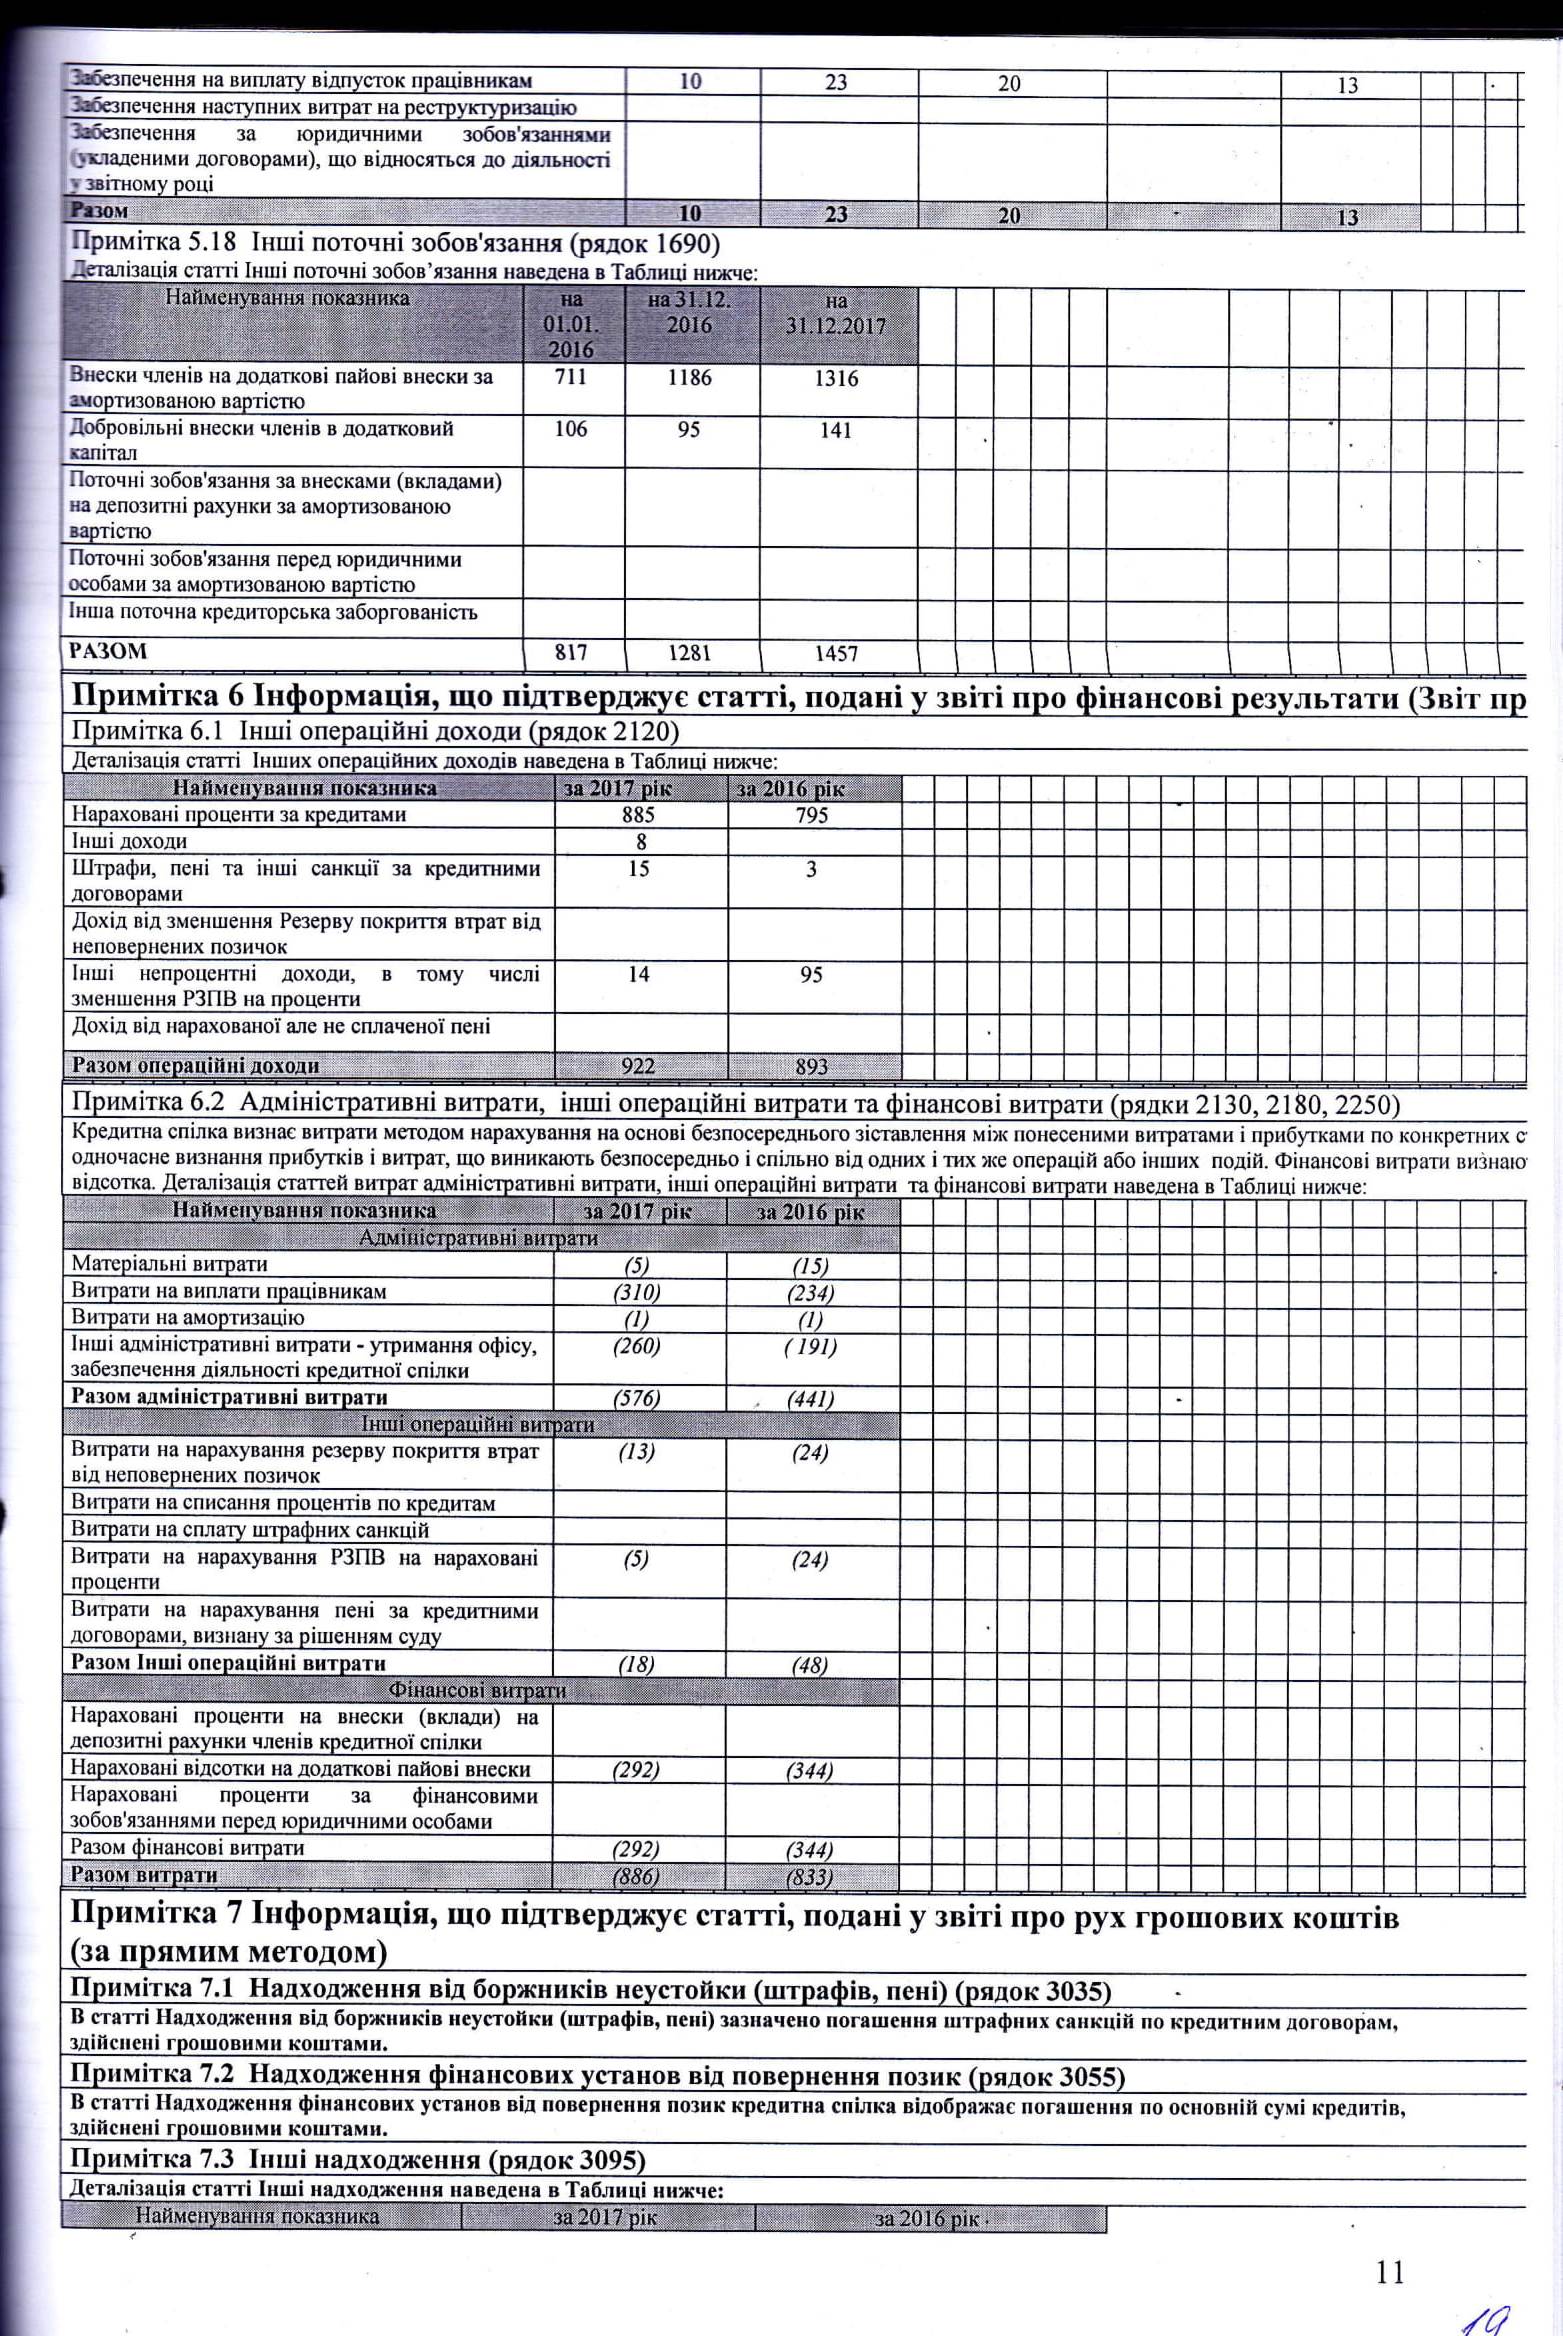 Забезпечення на виплату відпусток працівникам 10 23 20 13
Забезпечення наступних витрат на реструктуризацію
Забезпечення за юридичними зобов'язаннями
(укладеними договорами), що відносяться до діяльності
у звітному році
Разом 10 23 20 - 13
Примітка 5.18 Інші поточні зобов'язання (рядок 1690)
Деталізація статті Інші поточні зобов’язання наведена в Таблиці нижче:
Найменування показника на на 31.12. на
01.01. 2016 31.12.2017
2016
Внески членів на додаткові пайові внески за 711 1186 1316
амортизованою вартістю
Добровільні внески членів в додатковий 106 95 141
капітал
Поточні зобов'язання за внесками (вкладами)
на депозитні рахунки за амортизованою
вартістю
Поточні зобов'язання перед юридичними
особами за амортизованою вартістю
Інша поточна кредиторська заборгованість
РАЗОМ 817 1281 1457
Примітка 6 Інформація, що підтверджує статті, подані у звіті про фінансові результати (Звіт пр
Примітка 6.1 Інші операційні доходи (рядок 2120)
Деталізація статті Інших операційних доходів наведена в Таблиці нижче:
Найменування показника за 2017 рік за 2016 рік
Нараховані проценти за кредитами 885 795
Інші доходи 8
Штрафи, пені та інші санкції за кредитними 15 3
договорами
Дохід від зменшення Резерву покриття втрат від
неповернених позичок
Інші непроцентні доходи, в тому числі 14 95
зменшення РЗПВ на проценти
Дохід від нарахованої але не сплаченої пені
Разом операційні доходи 922 893
Примітка 6.2 Адміністративні витрати, інші операційні витрати та фінансові витрати (рядки 2130, 2180, 2250)
Кредитна спілка визнає витрати методом нарахування на основі безпосереднього зіставлення між понесеними витратами і прибутками по конкретних с
одночасне визнання прибутків і витрат, що виникають безпосередньо і спільно від одних і тих же операцій або інших подій. Фінансові витрати визнаю
відсотка. Деталізація статтей витрат адміністративні витрати, інші операційні витрати та фінансові витрати наведена в Таблиці нижче:
Найменування показника за 2017 рік за 2016 рік
Адміністративні витрати
Матеріальні витрати (5) (15)
Витрати на виплати працівникам (310) (234)
Витрати на амортизацію (1) (1)
Інші адміністративні витрати - утримання офісу, (260) ( 191)
забезпечення діяльності кредитної спілки
Разом адміністративні витрати (576) (441)
Інші операційні витрати
Витрати на нарахування резерву покриття втрат (13) (24)
від неповернених позичок
Витрати на списання процентів по кредитам
Витрати на сплату штрафних санкцій
Витрати на нарахування РЗПВ на нараховані (5) (24)
проценти
Витрати на нарахування пені за кредитними
договорами, визнану за рішенням суду
Разом Інші операційні витрати (18) (48)
Фінансові витрати
Нараховані проценти на внески (вклади) на
депозитні рахунки членів кредитної спілки
Нараховані відсотки на додаткові пайові внески (292) (344)
Нараховані проценти за фінансовими
зобов'язаннями перед юридичними особами
Разом фінансові витрати (292) (344)
Разом витрати (886) (833)
Примітка 7 Інформація, що підтверджує статті, подані у звіті про рух грошових коштів
(за прямим методом)
Примітка 7.1 Надходження від боржників неустойки (штрафів, пені) (рядок 3035)
В статті Надходження від боржників неустойки (штрафів, пені) зазначено погашення штрафних санкцій по кредитним договорам,
здійснені грошовими коштами.
Примітка 7.2 Надходження фінансових установ від повернення позик (рядок 3055)
В статті Надходження фінансових установ від повернення позик кредитна спілка відображає погашення по основній сумі кредитів,
здійснені грошовими коштами.
Примітка 7.3 Інші надходження (рядок 3095)
Деталізація статті Інші надходження наведена в Таблиці нижче:
Найменування показника за 2017 рік за 2016 рік
11
19